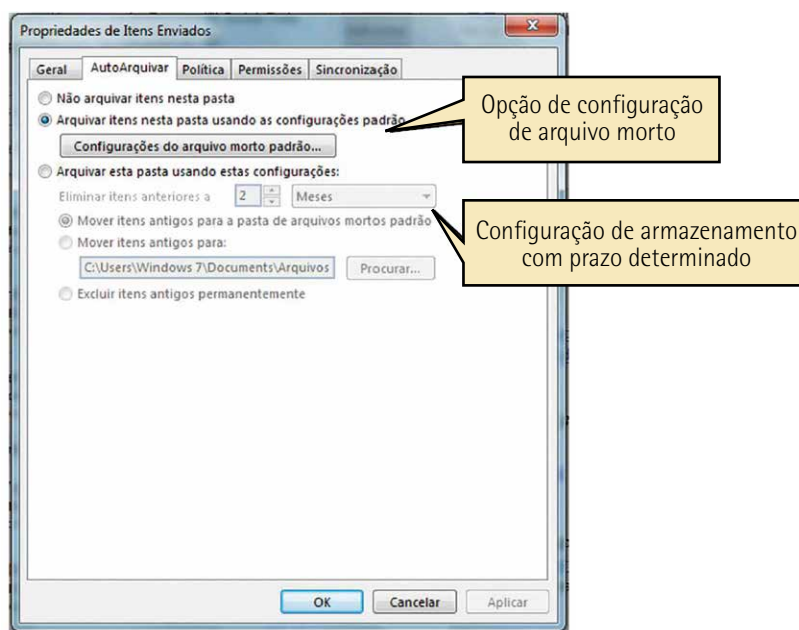 Propriedades de Itens Enviados
Geral AutoArquivar Política Permissões Sincronização
Não arquivar itens nesta pasta
Arquivar itens nesta pasta usando as configurações padrão
Configurações do arquivo morto padrão...
Arquivar esta pasta usando estas configurações:
Eliminar itens anteriores a 2 Meses
Mover itens antigos para a pasta de arquivos mortos padrão
Mover itens antigos para:
C:\Users\Windows 7\Documents\Arquivos Procurar...
Excluir itens antigos permanentemente
OK Cancelar Aplicar
Opção de configuração
de arquivo morto
Configuração de armazenamento
com prazo determinado